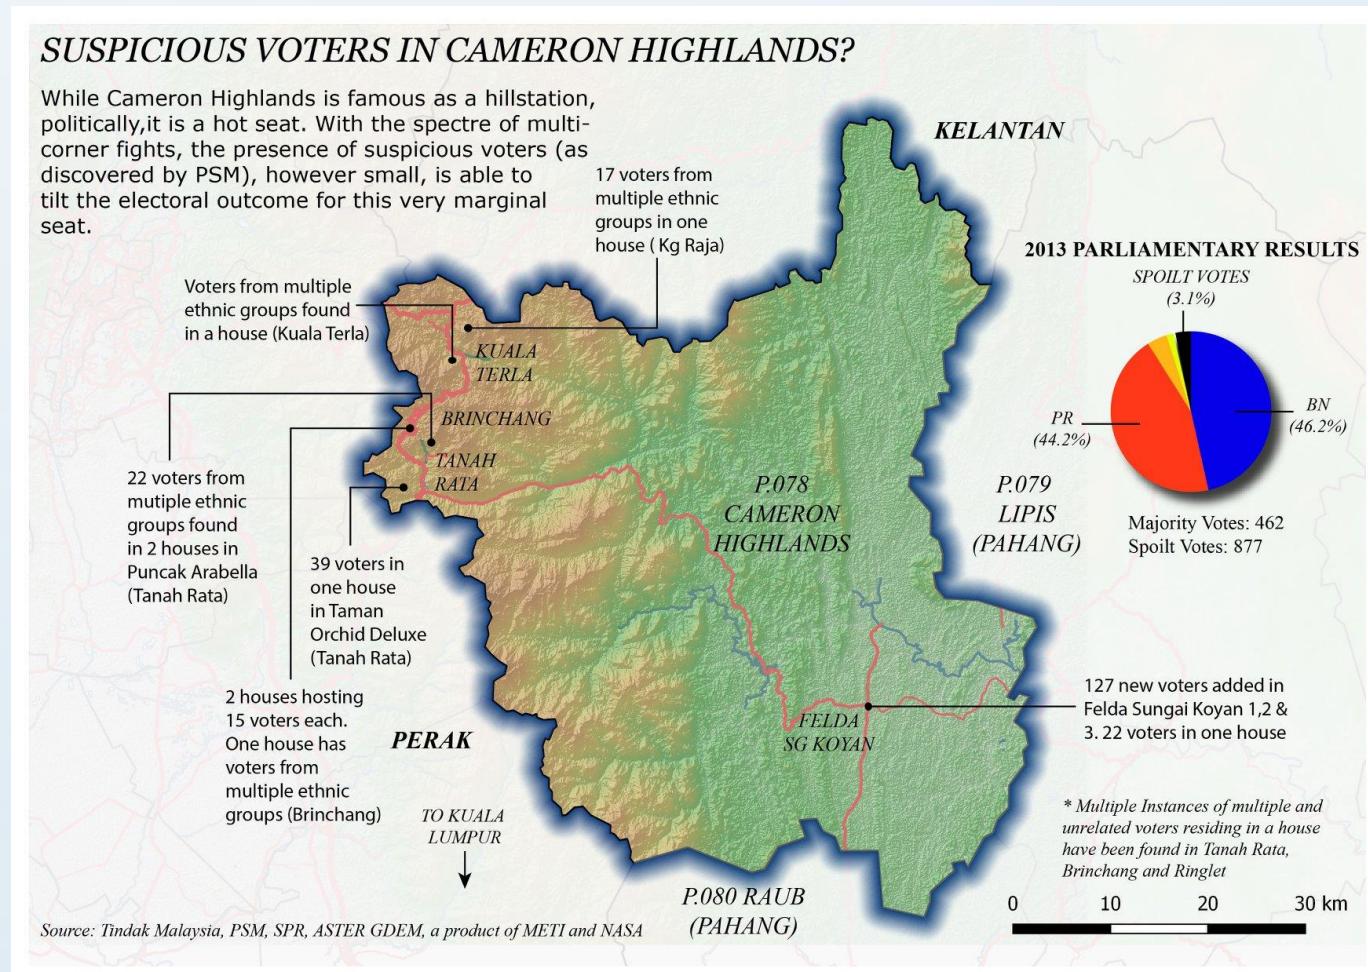 SUSPICIOUS VOTERS IN CAMERON HIGHLANDS?
While Cameron Highlands is famous as a hillstation,
politically,it is a hot seat. With the spectre of multi-
corner fights, the presence of suspicious voters (as
discovered by PSM), however small, is able to
tilt the electoral outcome for this very marginal
seat.
17 voters from
multiple ethnic
groups in one
house ( Kg Raja)
KELANTAN
2013 PARLIAMENTARY RESULTS
SPOILT VOTES
(3.1%)
PR
(44.2%)
BN
(46.2%)
Majority Votes: 462
Spoilt Votes: 877
Voters from multiple
ethnic groups found
in a house (Kuala Terla)
KUALA
TERLA
BRINCHANG
TANAH
RATA
22 voters from
mutiple ethnic
groups found
in 2 houses in
Puncak Arabella
(Tanah Rata)
39 voters in
one house
in Taman
Orchid Deluxe
(Tanah Rata)
2 houses hosting
15 voters each.
One house has
voters from
multiple ethnic
groups (Brinchang)
P.078
CAMERON
HIGHLANDS
P.079
LIPIS
(PAHANG)
PERAK
TO KUALA
LUMPUR
FELDA
SG KOYAN
127 new voters added in
Felda Sungai Koyan 1,2 &
3. 22 voters in one house
* Multiple Instances of multiple and
unrelated voters residing in a house
have been found in Tanah Rata,
Brinchang and Ringlet
P.080 RAUB
(PAHANG)
0 10 20 30 km
Source: Tindak Malaysia, PSM, SPR, ASTER GDEM, a product of METI and NASA